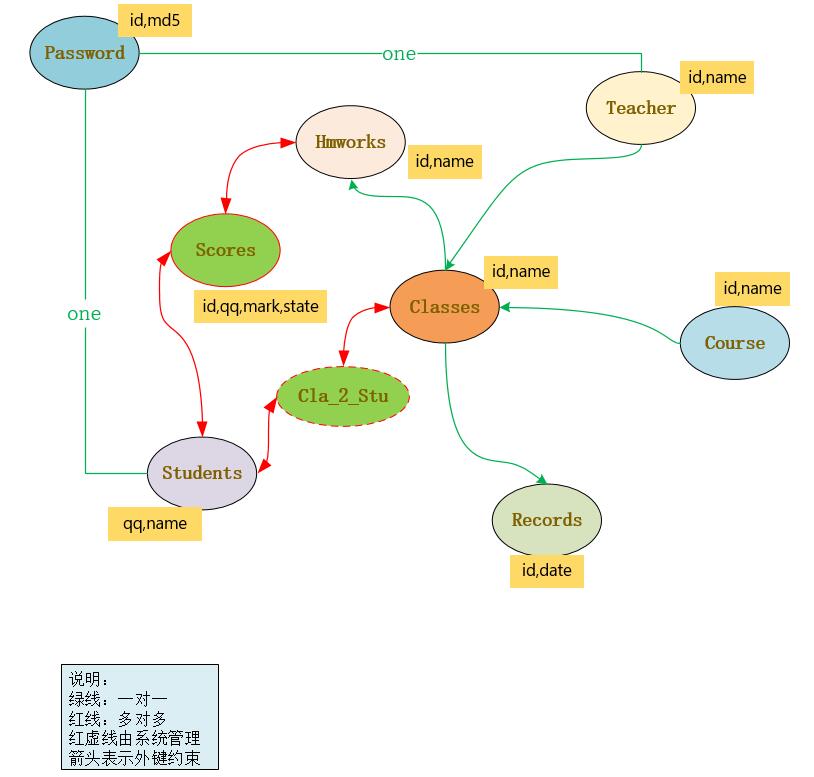 id,md5
Password
one
id,name
Teacher
Hmworks
id,name
Scores
id,qq,mark,state
id,name
Classes
id,name
Course
one
Cla_2_Stu
Students
qq,name
Records
id,date
说明：
绿线：一对一
红线：多对多
红虚线由系统管理
箭头表示外键约束